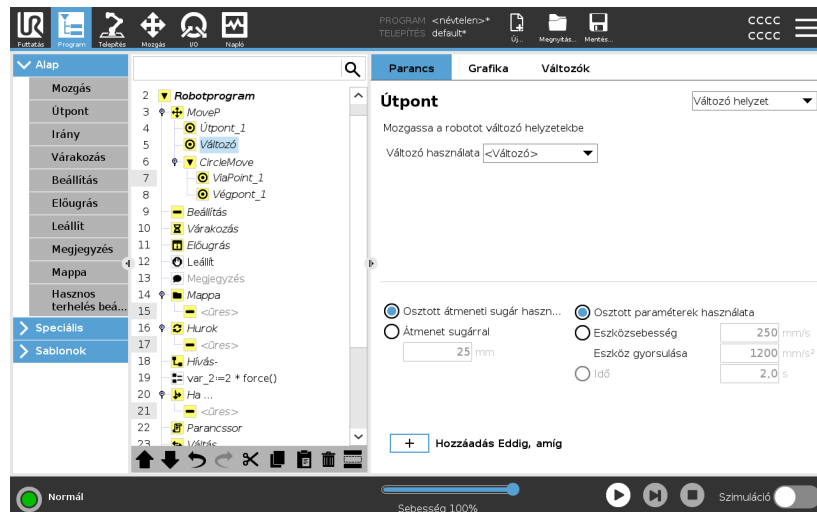 PROGRAM <névtelen>*
TELEPÍTÉS default*
Futtatás
Program
Telepítés
Mozgás
I/O
Napló
Új...
Megnyitás...
Mentés...
CCCC
CCCC
Alap
Mozgás
Útpont
Irány
Várakozás
Beállítás
Előugrás
Leállít
Megjegyzés
Mappa
Hasznos
terhelés beá...
Speciális
Sablonok
2 Robotprogram
3 MoveP
4 Útpont_1
5 Változó
6 CircleMove
7 ViaPoint_1
8 Végpont_1
9 Beállítás
10 Várakozás
11 Előugrás
12 Leállít
13 Megjegyzés
14 Mappa
15 <üres>
16 Hurok
17 <üres>
18 Hívás-
19 var_2:=2 * force()
20 Ha ...
21 <üres>
22 Parancssor
23 Váltás
Parancs
Grafika
Változók
Útpont
Változó helyzet
Mozgassa a robotot változó helyzetekbe
Változó használata <Változó>
Osztott átmeneti sugár haszn...
Átmenet sugárral
25 mm
Osztott paraméterek használata
Eszközsebesség 250 mm/s
Eszköz gyorsulása 1200 mm/s²
Idő 2,0 s
+ Hozzáadás Eddig, amíg
Normál
Sebesség 100%
Szimuláció